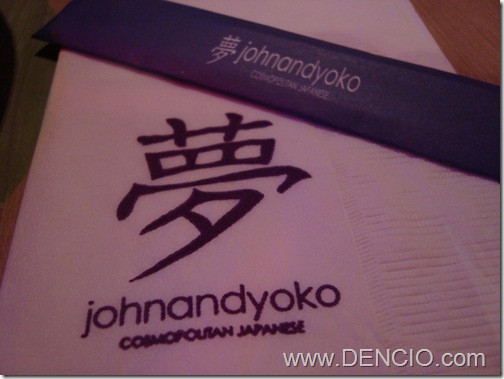 夢 johnandyoko
COSMOPOLITAN JAPANESE
夢
johnandyoko
COSMOPOLITAN JAPANESE
www.DENCIO.com